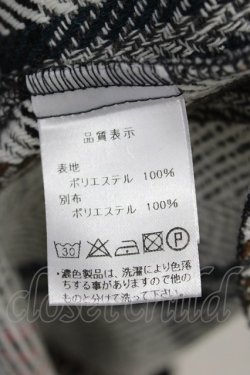 品質表示
表地
ポリエステル 100%
別布
ポリエステル 100%
30
P
・濃色製品は、洗濯により色落
ちする事がありますので他のも
のと分けて洗って下さい。
closet child